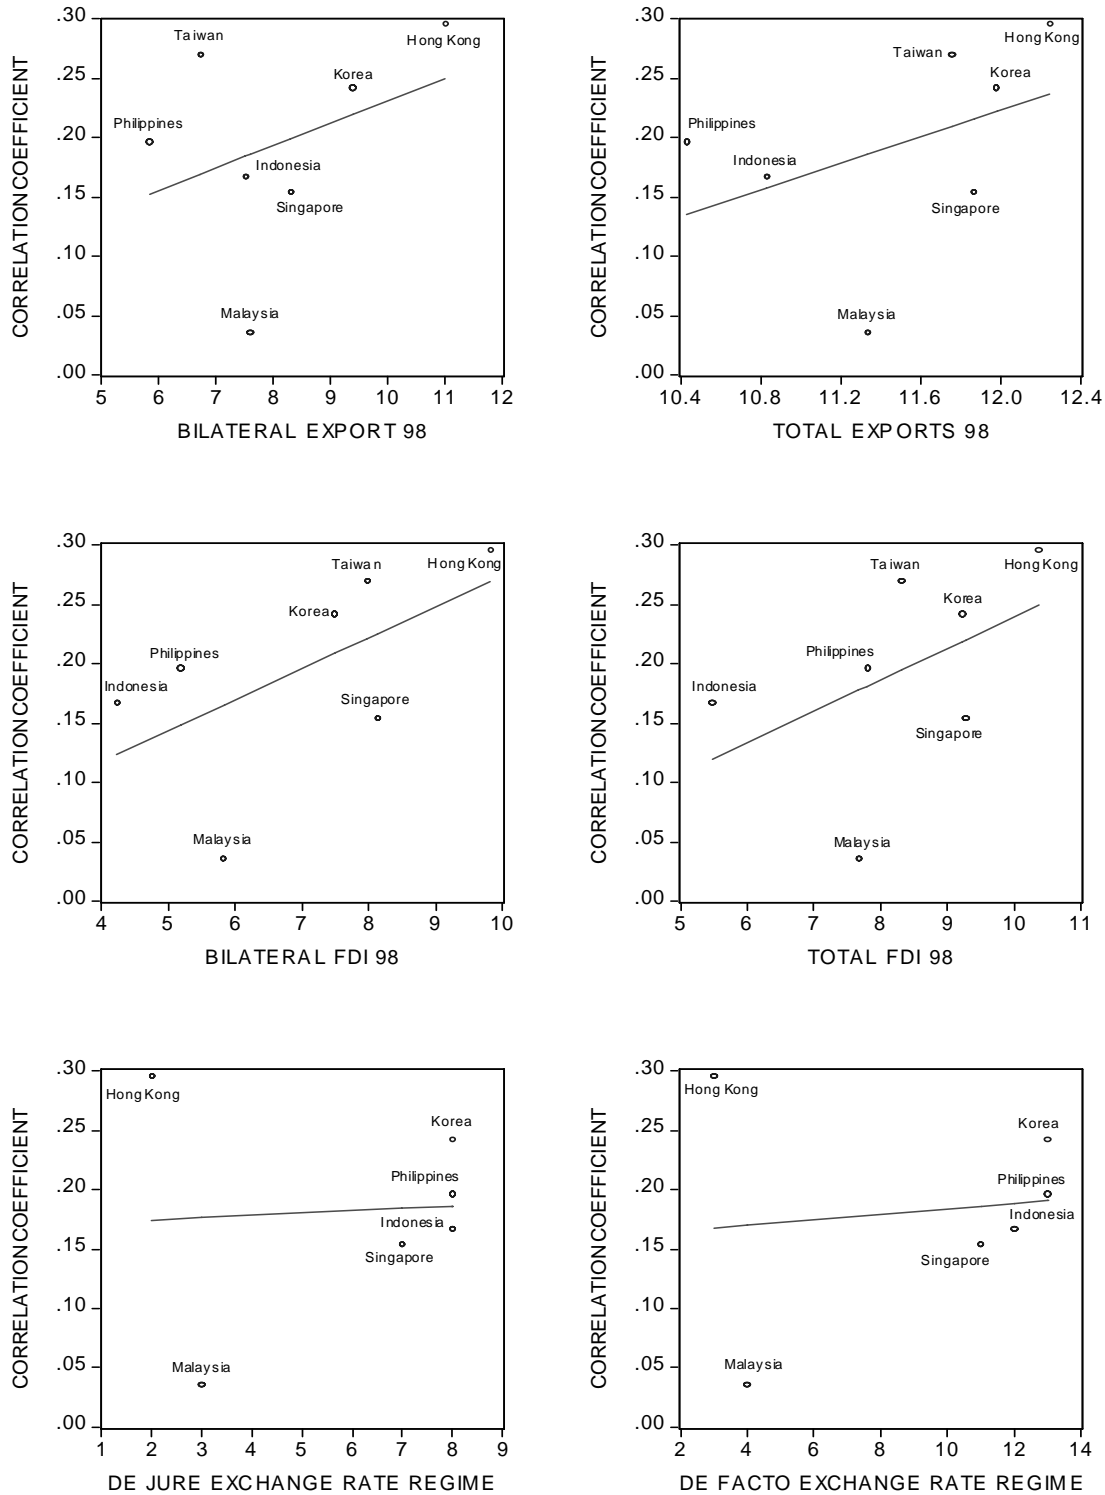 CORRELATION COEFFICIENT
.30
.25
.20
.15
.10
.05
.00
Taiwan
Hong Kong
Korea
Philippines
Indonesia
Singapore
Malaysia
5 6 7 8 9 10 11 12
BILATERAL EXPORT 98
CORRELATION COEFFICIENT
.30
.25
.20
.15
.10
.05
.00
Hong Kong
Taiwan
Korea
Philippines
Indonesia
Singapore
Malaysia
10.4 10.8 11.2 11.6 12.0 12.4
TOTAL EXPORTS 98
CORRELATION COEFFICIENT
.30
.25
.20
.15
.10
.05
.00
Taiwan
Hong Kong
Korea
Philippines
Indonesia
Singapore
Malaysia
4 5 6 7 8 9 10
BILATERAL FDI 98
CORRELATION COEFFICIENT
.30
.25
.20
.15
.10
.05
.00
Taiwan
Hong Kong
Korea
Philippines
Indonesia
Singapore
Malaysia
5 6 7 8 9 10 11
TOTAL FDI 98
CORRELATION COEFFICIENT
.30
.25
.20
.15
.10
.05
.00
Hong Kong
Korea
Philippines
Indonesia
Singapore
Malaysia
1 2 3 4 5 6 7 8 9
DE JURE EXCHANGE RATE REGIME
CORRELATION COEFFICIENT
.30
.25
.20
.15
.10
.05
.00
Hong Kong
Korea
Philippines
Indonesia
Singapore
Malaysia
2 4 6 8 10 12 14
DE FACTO EXCHANGE RATE REGIME